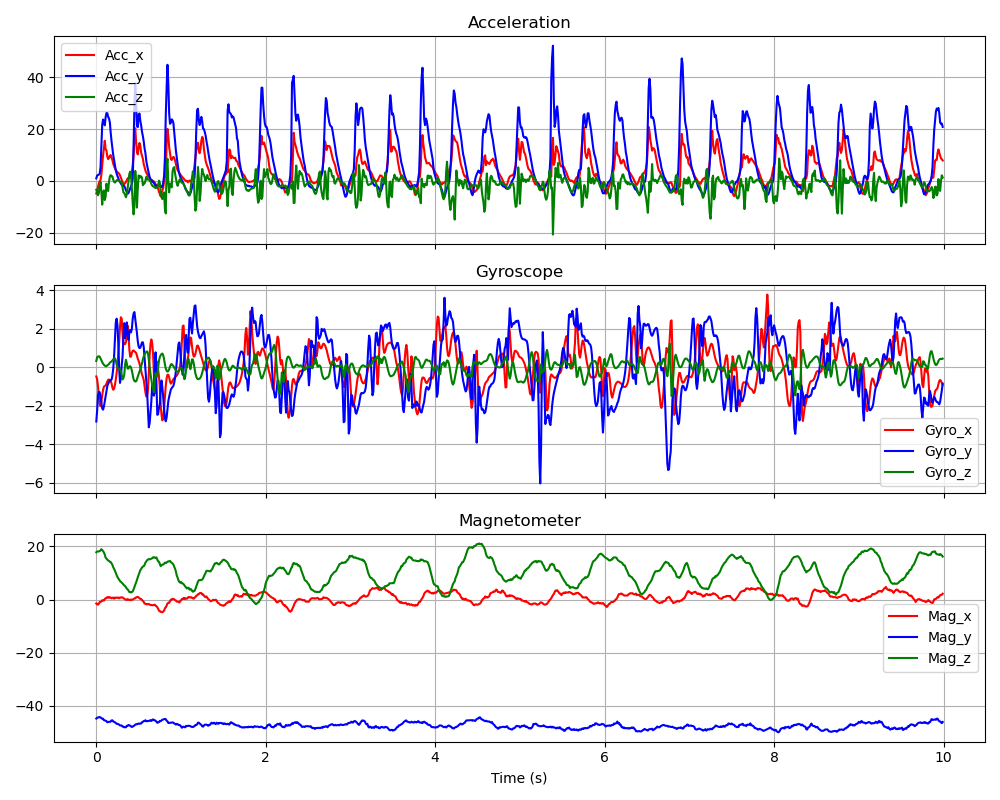 Acceleration
Acc_x
Acc_y
Acc_z
40
20
0
−20
Gyroscope
4
2
0
−2
−4
−6
Gyro_x
Gyro_y
Gyro_z
Magnetometer
20
0
−20
−40
Mag_x
Mag_y
Mag_z
0 2 4 6 8 10
Time (s)